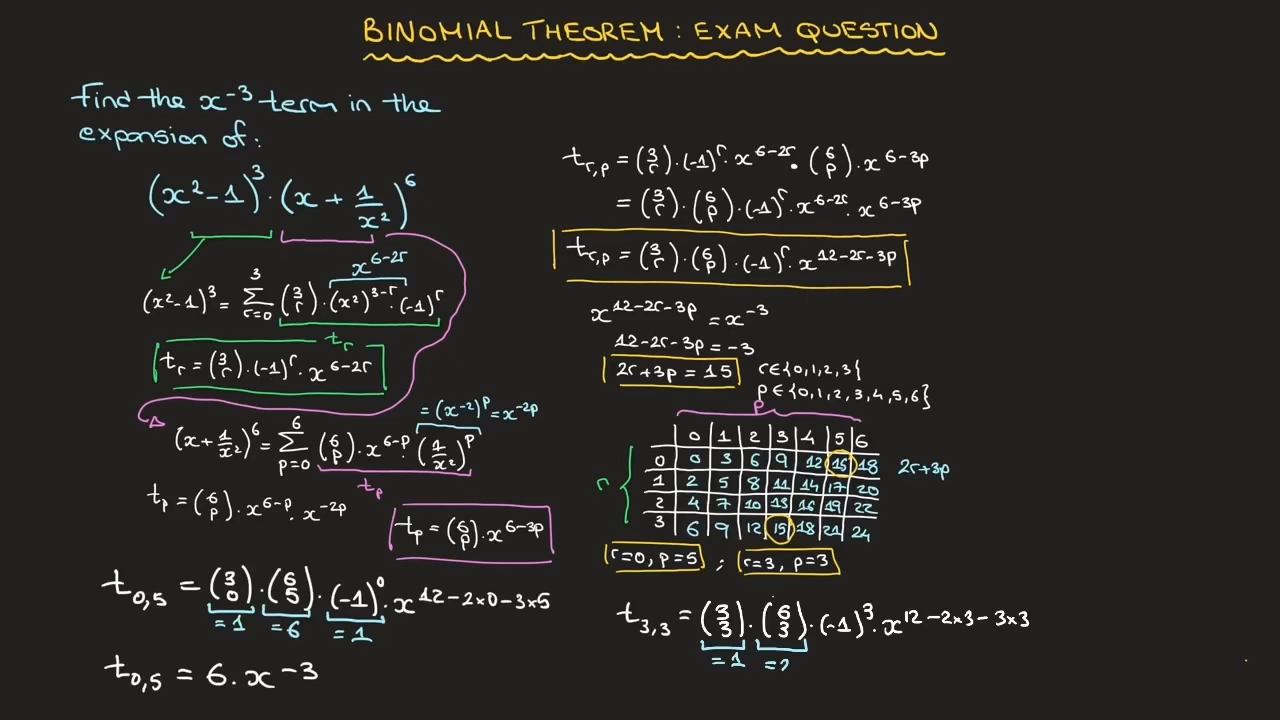 BINOMIAL THEOREM : EXAM QUESTION
Find the x⁻³ term in the
expansion of:
(x² - 1)³ · (x + 1/x²)⁶
x^(6-2r)
(x² - 1)³ = Σ_(r=0)^3 (3 r) · (x²)^(3-r) · (-1)^r
t_r
t_r = (3 r) · (-1)^r · x^(6-2r)
= (x⁻²)^p = x^(-2p)
(x + 1/x²)⁶ = Σ_(p=0)^6 (6 p) · x^(6-p) · (1/x²)^p
t_p
t_p = (6 p) · x^(6-p) · x^(-2p)
t_p = (6 p) · x^(6-3p)
t_(0,5) = (3 0) · (6 5) · (-1)⁰ · x^(12-2×0-3×5)
= 1 = 6 = 1
t_(0,5) = 6 · x⁻³
t_(r,p) = (3 r) · (-1)^r · x^(6-2r) · (6 p) · x^(6-3p)
= (3 r) · (6 p) · (-1)^r · x^(6-2r) · x^(6-3p)
t_(r,p) = (3 r) · (6 p) · (-1)^r · x^(12-2r-3p)
x^(12-2r-3p) = x⁻³
12-2r-3p = -3
2r+3p = 15
r∈{0,1,2,3}
p∈{0,1,2,3,4,5,6}
p
0 1 2 3 4 5 6
0 0 3 6 9 12 15 18
2r+3p
r
1 2 5 8 11 14 17 20
2 4 7 10 13 16 19 22
3 6 9 12 15 18 21 24
r=0, p=5 ; r=3, p=3
t_(3,3) = (3 3) · (6 3) · (-1)³ · x^(12-2×3-3×3)
= 1 =